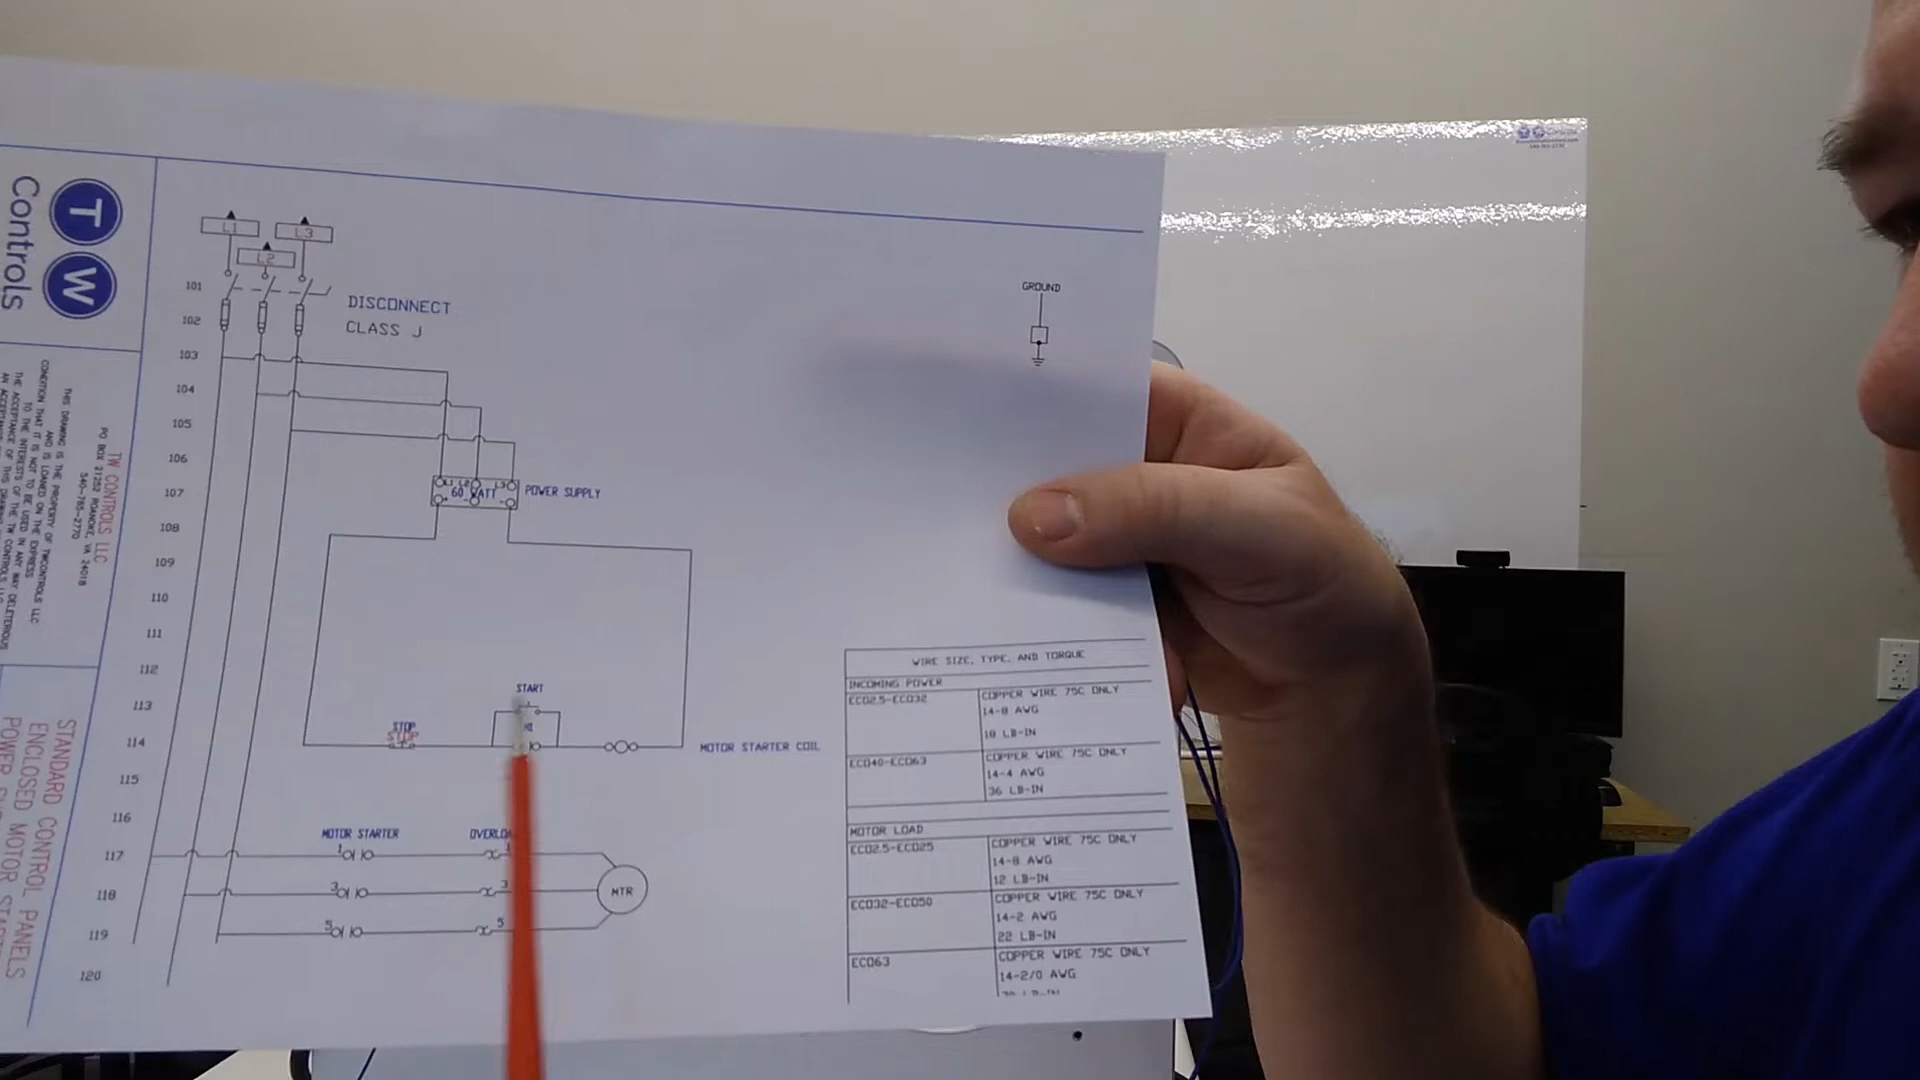 T W
Controls
THIS DRAWING IS THE PROPERTY OF TWCONTROLS LLC
AND IS LOANED ON THE EXPRESS
CONDITION THAT IT IS NOT TO BE USED IN ANY WAY DETERIOUS
TO THE INTERESTS OF THE TW CONTROLS LLC
THE ACCEPTANCE OF THIS DRAWING
TW CONTROLS LLC
PO BOX 21252 ROANOKE, VA 24018
540-765-2770
STANDARD CONTROL PANELS
ENCLOSED MOTOR
POWER
L1
L3
L2
101
102
103
104
105
106
107
108
109
110
111
112
113
114
115
116
117
118
119
120
DISCONNECT
CLASS J
L1 L2 L3
60 WATT
POWER SUPPLY
START
STOP
STOP
MOTOR STARTER COIL
MOTOR STARTER
1
3
5
1
3
5
MTR
GROUND
WIRE SIZE, TYPE, AND TORQUE
INCOMING POWER
ECO2.5-ECO32
COPPER WIRE 75C ONLY
14-8 AWG
18 LB-IN
ECO40-ECO63
COPPER WIRE 75C ONLY
14-4 AWG
36 LB-IN
MOTOR LOAD
ECO2.5-ECO25
COPPER WIRE 75C ONLY
14-8 AWG
12 LB-IN
ECO32-ECO50
COPPER WIRE 75C ONLY
14-2 AWG
22 LB-IN
ECO63
COPPER WIRE 75C ONLY
14-2/0 AWG